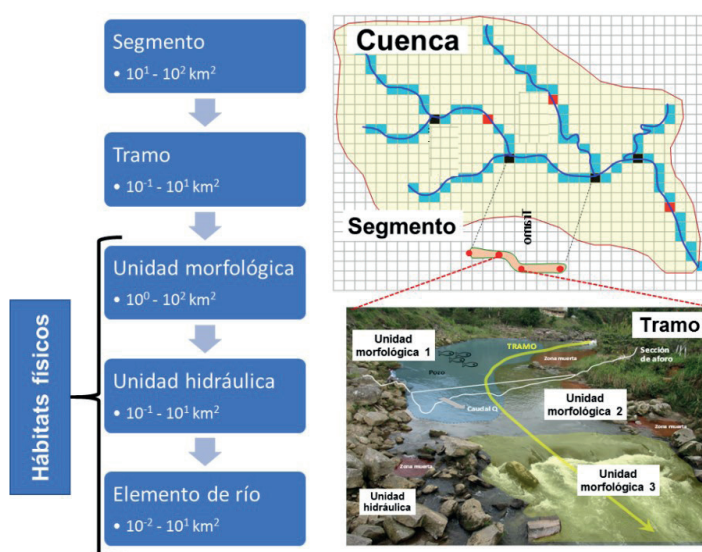 Segmento
• 10¹ - 10² km²
Tramo
• 10⁻¹ - 10¹ km²
Hábitats físicos
Unidad morfológica
• 10⁰ - 10² km²
Unidad hidráulica
• 10⁻¹ - 10¹ km²
Elemento de río
• 10⁻² - 10¹ km²
Cuenca
Segmento
Tramo
Tramo
Unidad
morfológica 1
TRAMO
Zona muerta
Sección
de aforo
Pozo
Caudal Q
Unidad
morfológica 2
Zona muerta
Zona muerta
Unidad
hidráulica
Unidad
morfológica 3